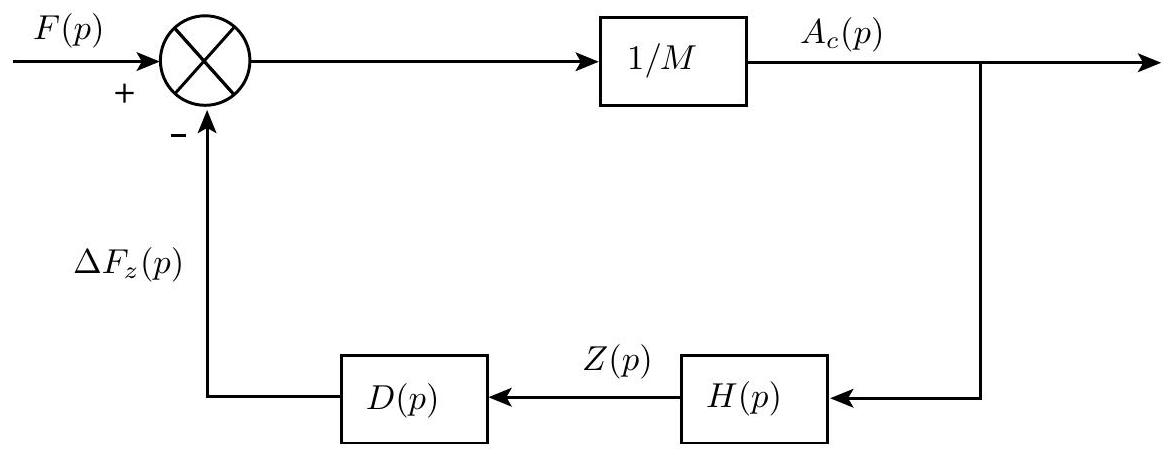 F(p)
+
−
1/M
A_c(p)
ΔF_z(p)
D(p)
Z(p)
H(p)